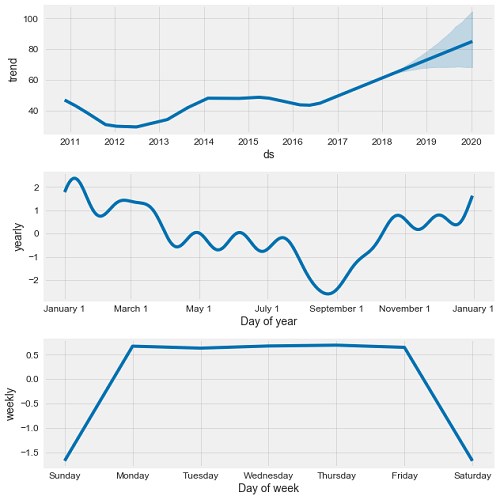 100
80
60
40
trend
2011 2012 2013 2014 2015 2016 2017 2018 2019 2020
ds
2
1
0
−1
−2
yearly
January 1 March 1 May 1 July 1 September 1 November 1 January 1
Day of year
0.5
0.0
−0.5
−1.0
−1.5
weekly
Sunday Monday Tuesday Wednesday Thursday Friday Saturday
Day of week